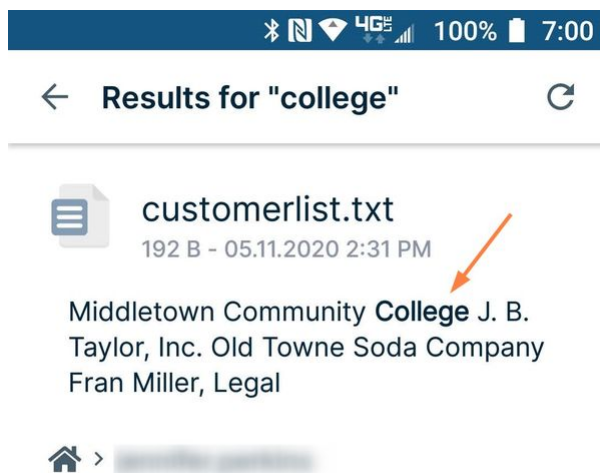 4G LTE 100% 7:00
Results for "college"
customerlist.txt
192 B - 05.11.2020 2:31 PM
Middletown Community College J. B.
Taylor, Inc. Old Towne Soda Company
Fran Miller, Legal
>